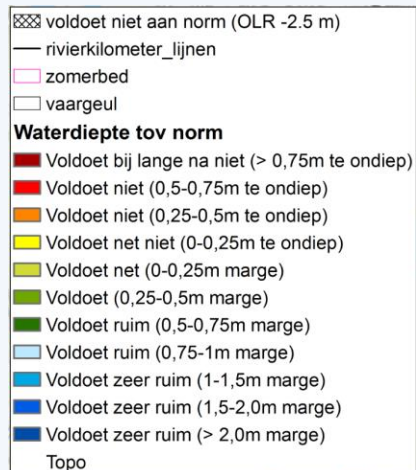 voldoet niet aan norm (OLR -2.5 m)
rivierkilometer_lijnen
zomerbed
vaargeul
Waterdiepte tov norm
Voldoet bij lange na niet (> 0,75m te ondiep)
Voldoet niet (0,5-0,75m te ondiep)
Voldoet niet (0,25-0,5m te ondiep)
Voldoet net niet (0-0,25m te ondiep)
Voldoet net (0-0,25m marge)
Voldoet (0,25-0,5m marge)
Voldoet ruim (0,5-0,75m marge)
Voldoet ruim (0,75-1m marge)
Voldoet zeer ruim (1-1,5m marge)
Voldoet zeer ruim (1,5-2,0m marge)
Voldoet zeer ruim (> 2,0m marge)
Topo